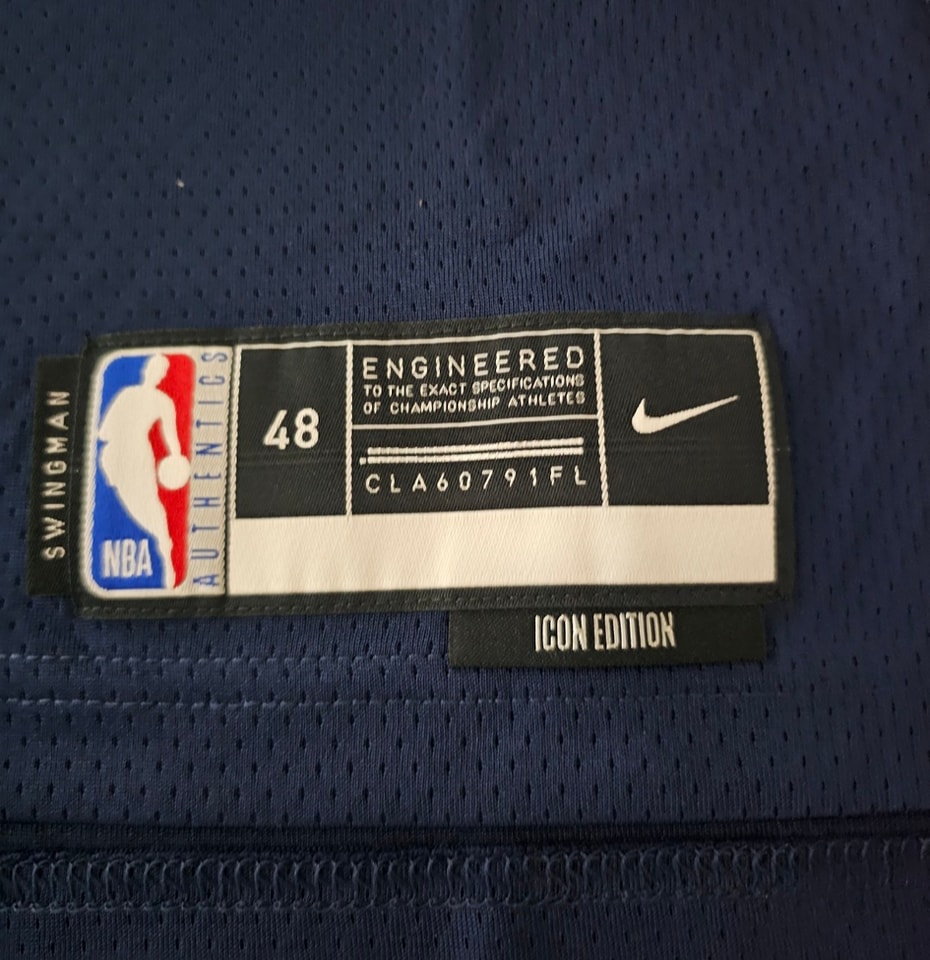 SWINGMAN
NBA
AUTHENTICS
48
ENGINEERED
TO THE EXACT SPECIFICATIONS
OF CHAMPIONSHIP ATHLETES
CLA60791FL
ICON EDITION